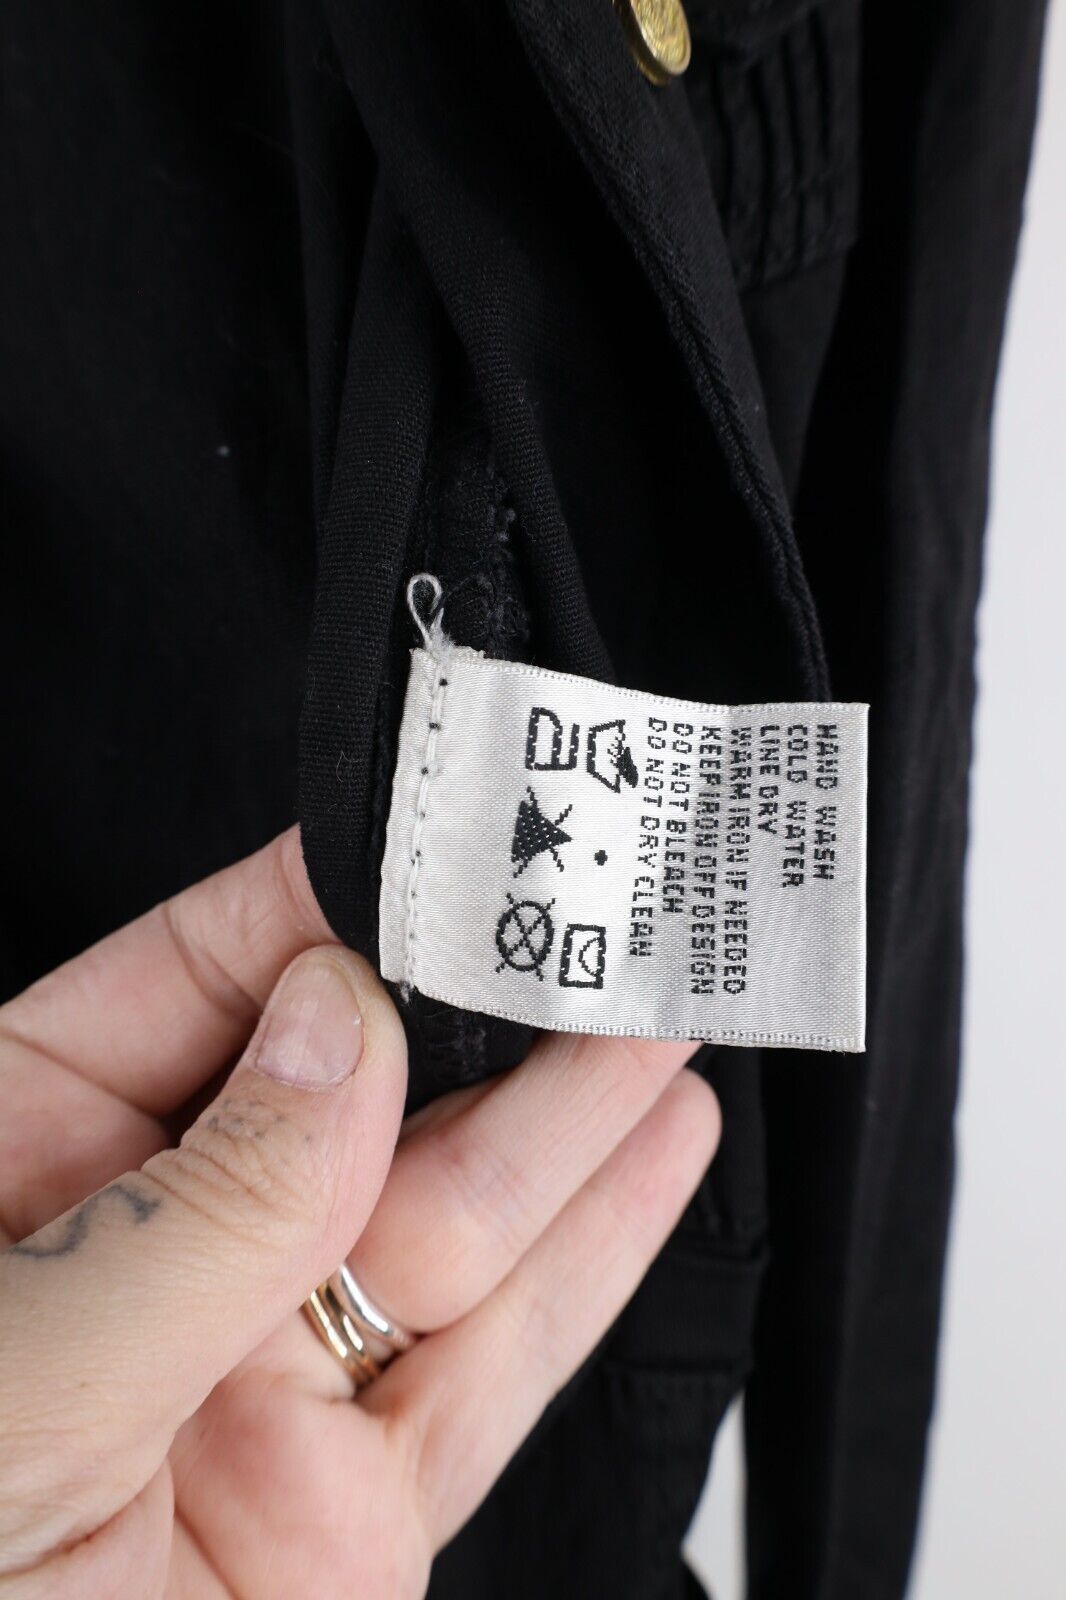 HAND WASH
COLD WATER
LINE DRY
WARM IRON IF NEEDED
KEEP IRON OFF DESIGN
DO NOT BLEACH
DO NOT DRY CLEAN